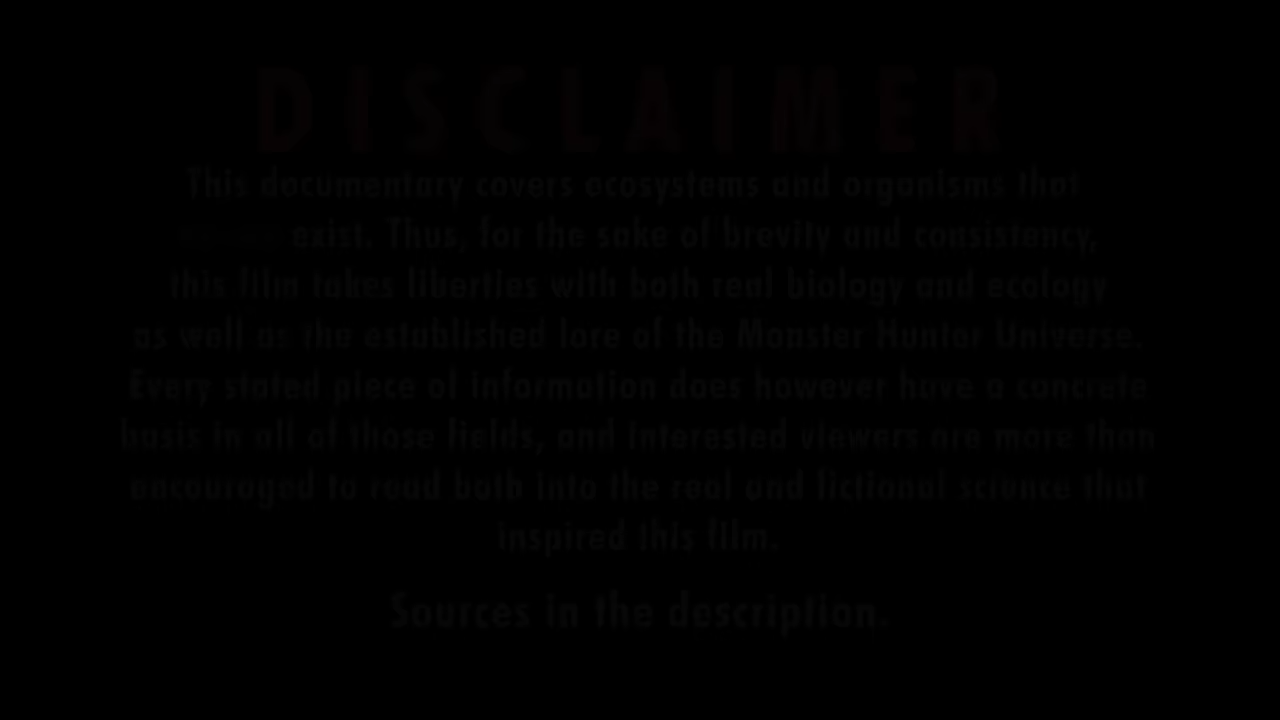 DISCLAIMER
This documentary covers ecosystems and organisms that
exist. Thus, for the sake of brevity and consistency,
this film takes liberties with both real biology and ecology
as well as the established lore of the Monster Hunter Universe.
Every stated piece of information does however have a concrete
basis in all of those fields, and interested viewers are more than
encouraged to read both into the real and fictional science that
inspired this film.
Sources in the description.